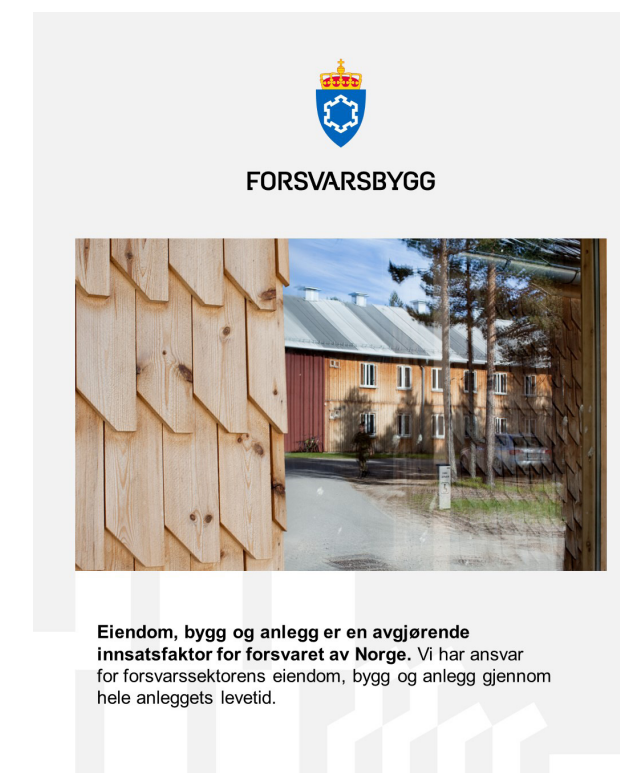 FORSVARSBYGG
Eiendom, bygg og anlegg er en avgjørende
innsatsfaktor for forsvaret av Norge. Vi har ansvar
for forsvarssektorens eiendom, bygg og anlegg gjennom
hele anleggets levetid.